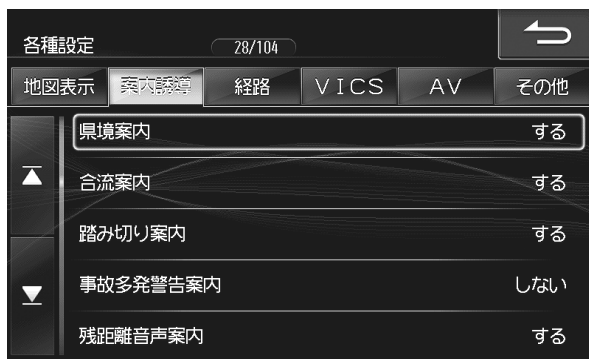 各種設定 28/104
地図表示 案内誘導 経路 VICS AV その他
県境案内 する
合流案内 する
踏み切り案内 する
事故多発警告案内 しない
残距離音声案内 する